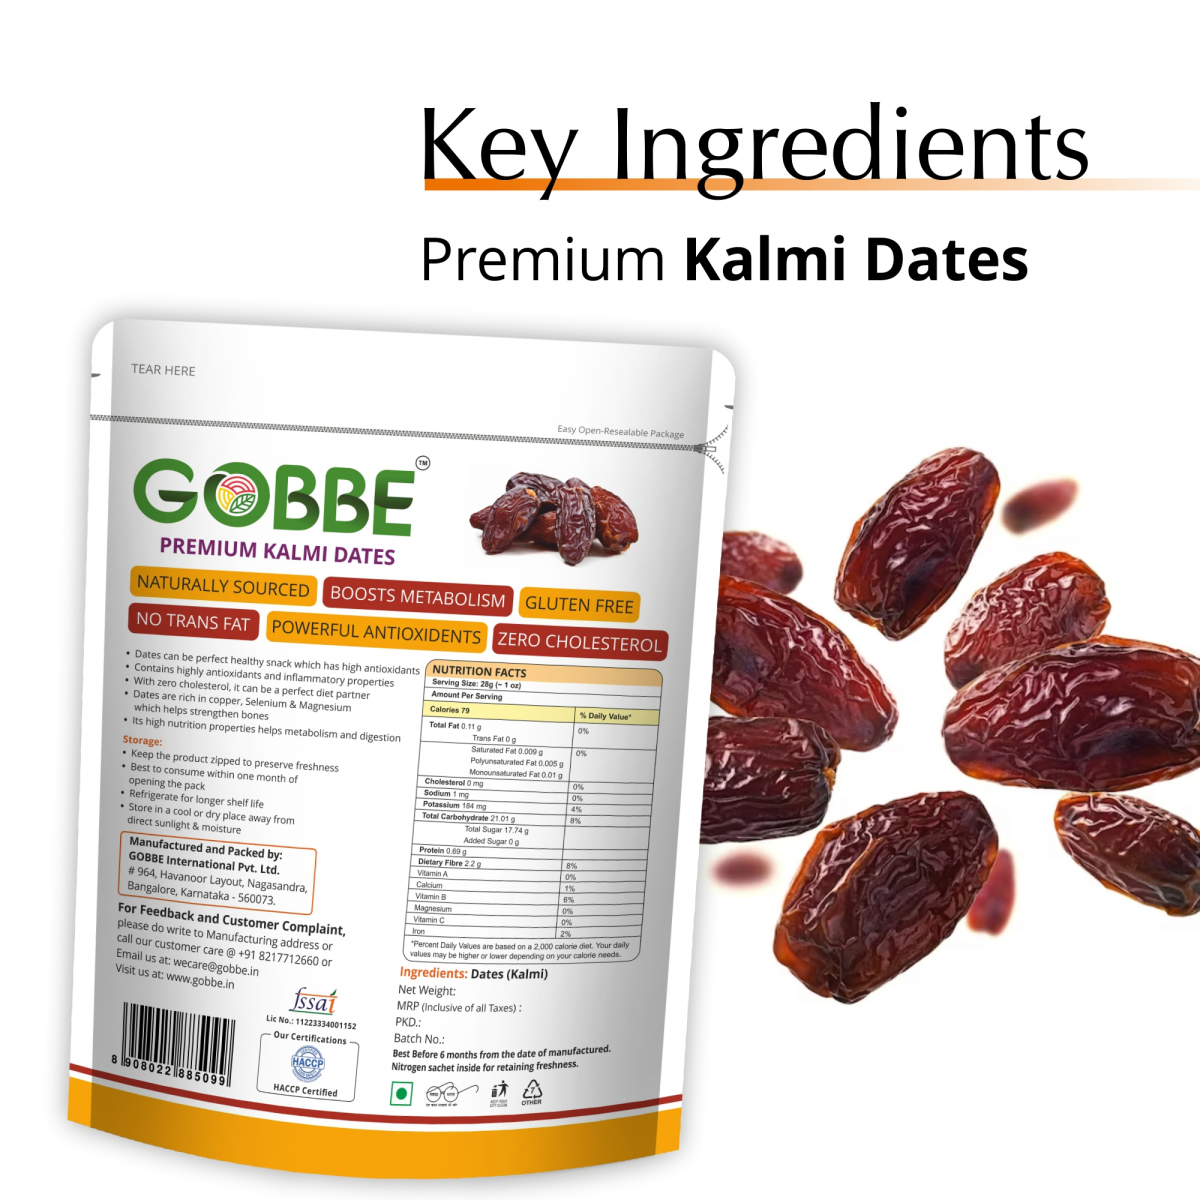 Key Ingredients
Premium Kalmi Dates
TEAR HERE
Easy Open-Resealable Package
GOBBE™
PREMIUM KALMI DATES
NATURALLY SOURCED
BOOSTS METABOLISM
GLUTEN FREE
NO TRANS FAT
POWERFUL ANTIOXIDENTS
ZERO CHOLESTEROL
• Dates can be perfect healthy snack which has high antioxidants
• Contains highly antioxidants and inflammatory properties
• With zero cholesterol, it can be a perfect diet partner
• Dates are rich in copper, Selenium & Magnesium
which helps strengthen bones
• Its high nutrition properties helps metabolism and digestion
Storage:
• Keep the product zipped to preserve freshness
• Best to consume within one month of
opening the pack
• Refrigerate for longer shelf life
• Store in a cool or dry place away from
direct sunlight & moisture
Manufactured and Packed by:
GOBBE International Pvt. Ltd.
# 964, Havanoor Layout, Nagasandra,
Bangalore, Karnataka - 560073.
For Feedback and Customer Complaint,
please do write to Manufacturing address or
call our customer care @ +91 8217712660 or
Email us at: wecare@gobbe.in
Visit us at: www.gobbe.in
fssai
Lic No.: 11223334001152
Our Certifications
HACCP
HACCP Certified
8 908022 885099
NUTRITION FACTS
Serving Size: 28g (~ 1 oz)
Amount Per Serving
Calories 79
% Daily Value*
Total Fat 0.11 g 0%
Trans Fat 0 g
Saturated Fat 0.009 g 0%
Polyunsaturated Fat 0.005 g
Monounsaturated Fat 0.01 g
Cholesterol 0 mg 0%
Sodium 1 mg 0%
Potassium 184 mg 4%
Total Carbohydrate 21.01 g 8%
Total Sugar 17.74 g
Added Sugar 0 g
Protein 0.69 g
Dietary Fibre 2.2 g 8%
Vitamin A 0%
Calcium 1%
Vitamin B 6%
Magnesium 0%
Vitamin C 0%
Iron 2%
*Percent Daily Values are based on a 2,000 calorie diet. Your daily
values may be higher or lower depending on your calorie needs.
Ingredients: Dates (Kalmi)
Net Weight:
MRP (Inclusive of all Taxes) :
PKD.:
Batch No.:
Best Before 6 months from the date of manufactured.
Nitrogen sachet inside for retaining freshness.
7
OTHER